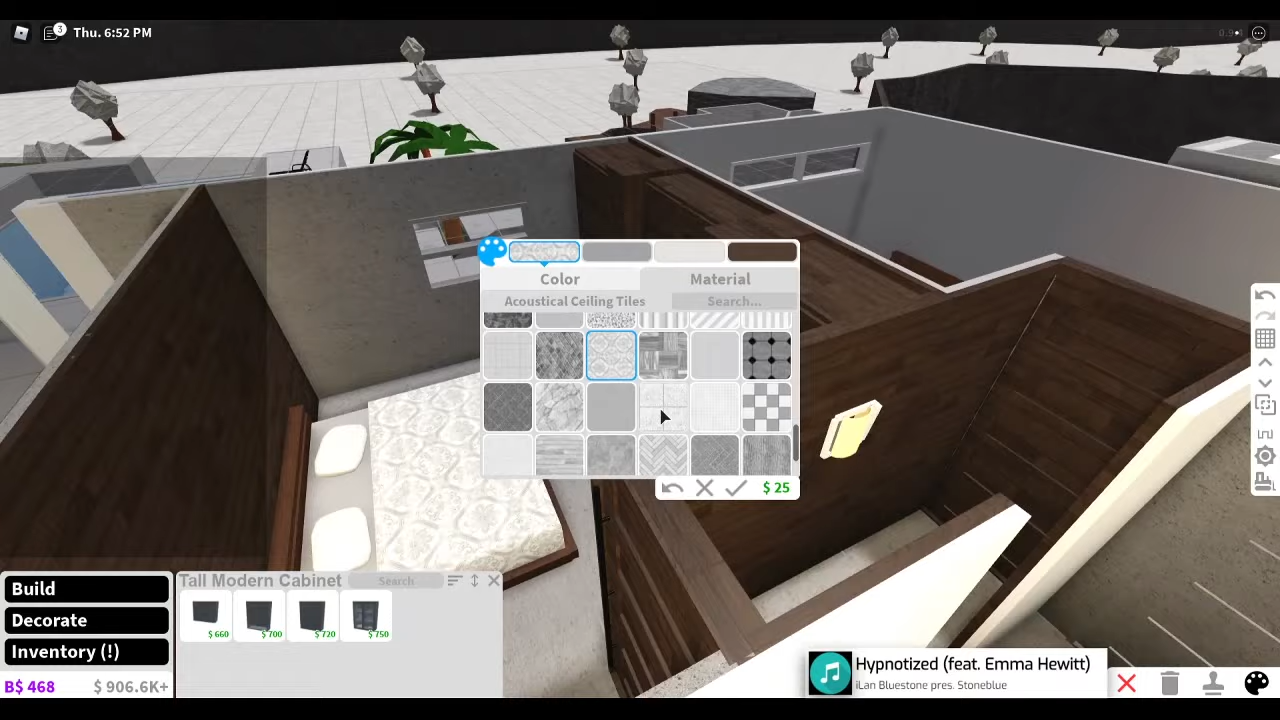 3
Thu. 6:52 PM
Color
Material
Acoustical Ceiling Tiles
Search...
$ 25
Build
Decorate
Inventory (!)
B$ 468
$ 906.6K+
Tall Modern Cabinet
Search
$ 660
$ 700
$ 720
$ 750
Hypnotized (feat. Emma Hewitt)
iLan Bluestone pres. Stoneblue